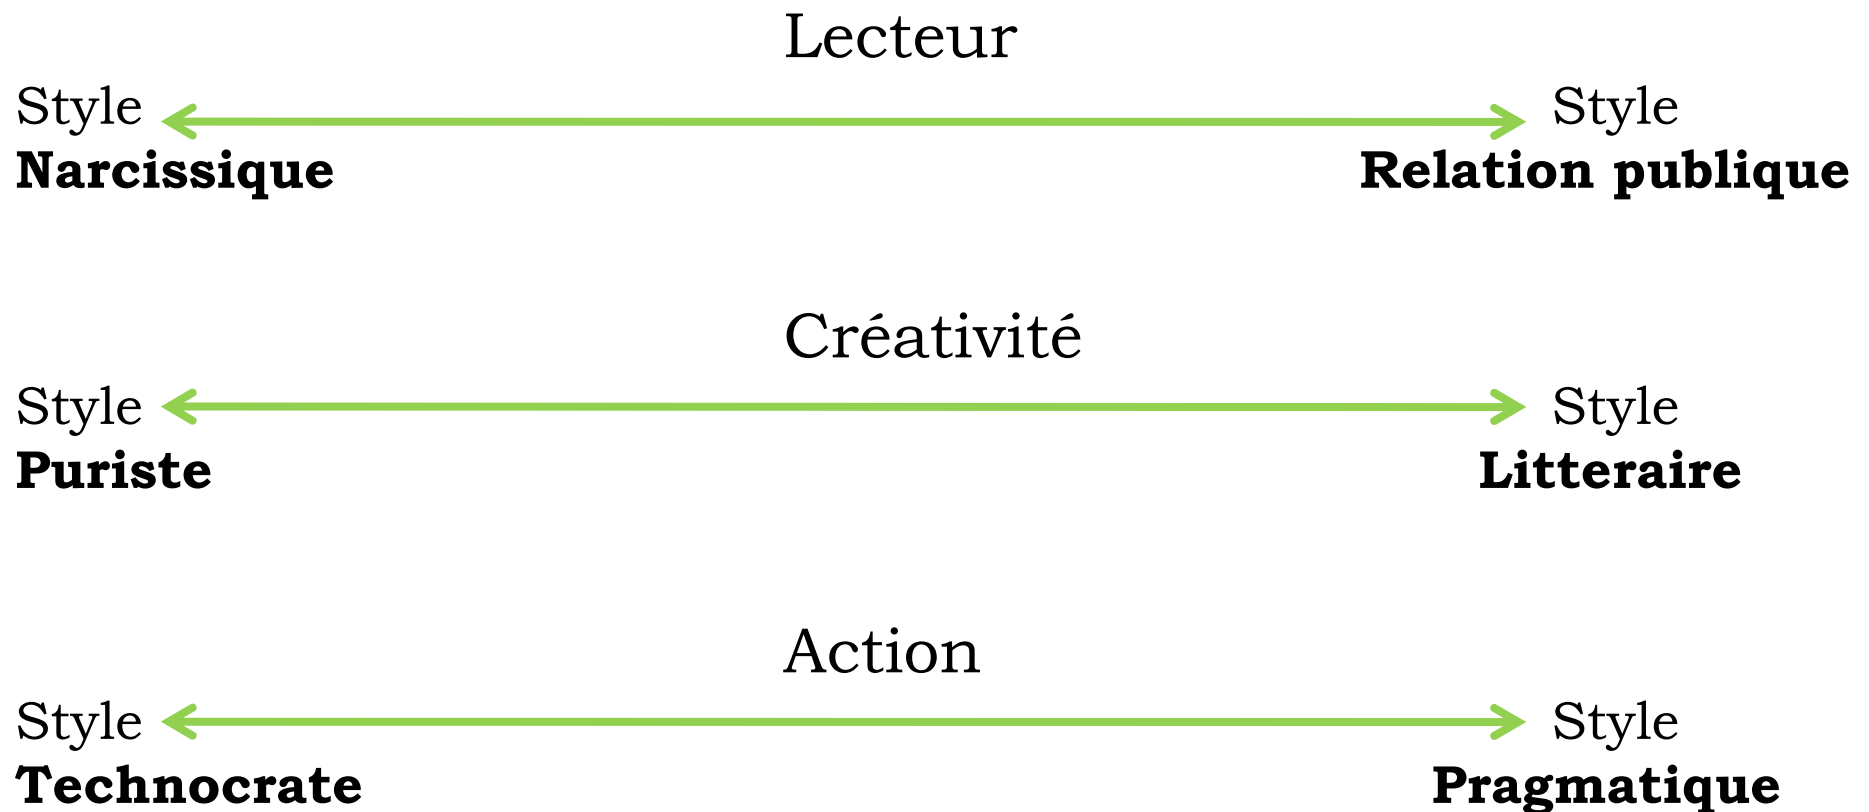 Lecteur
Style Style
Narcissique Relation publique
Créativité
Style Style
Puriste Litteraire
Action
Style Style
Technocrate Pragmatique